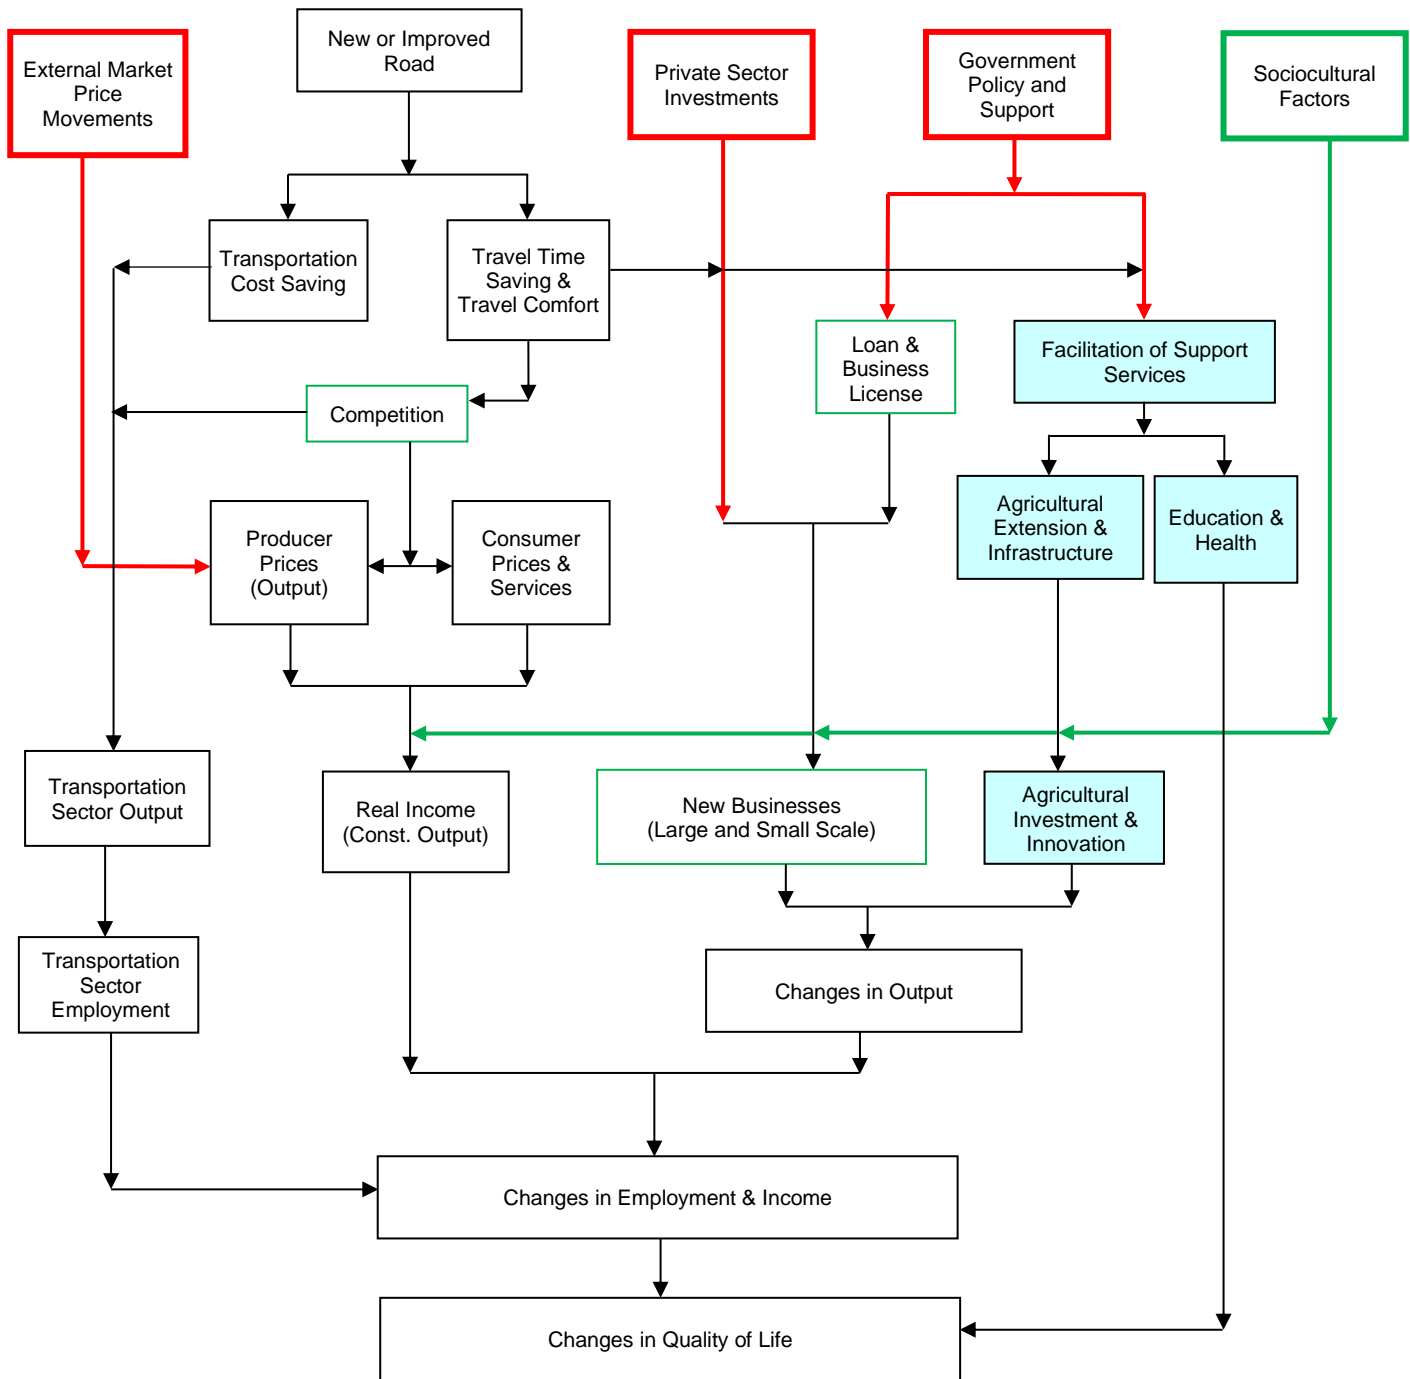 New or Improved
Road
External Market
Price
Movements
Private Sector
Investments
Government
Policy and
Support
Sociocultural
Factors
Transportation
Cost Saving
Travel Time
Saving &
Travel Comfort
Loan &
Business
License
Facilitation of Support
Services
Competition
Agricultural
Extension &
Infrastructure
Education &
Health
Producer
Prices
(Output)
Consumer
Prices &
Services
Transportation
Sector Output
Real Income
(Const. Output)
New Businesses
(Large and Small Scale)
Agricultural
Investment &
Innovation
Transportation
Sector
Employment
Changes in Output
Changes in Employment & Income
Changes in Quality of Life